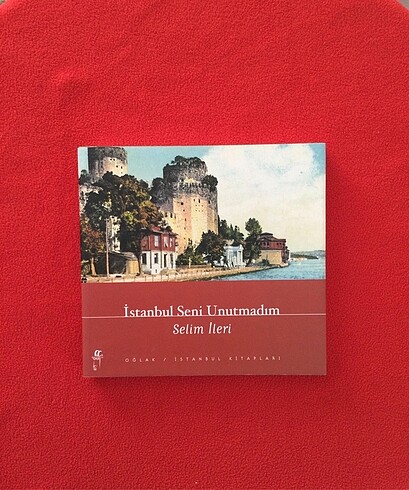 İstanbul Seni Unutmadım
Selim İleri
OĞLAK / İSTANBUL KİTAPLARI